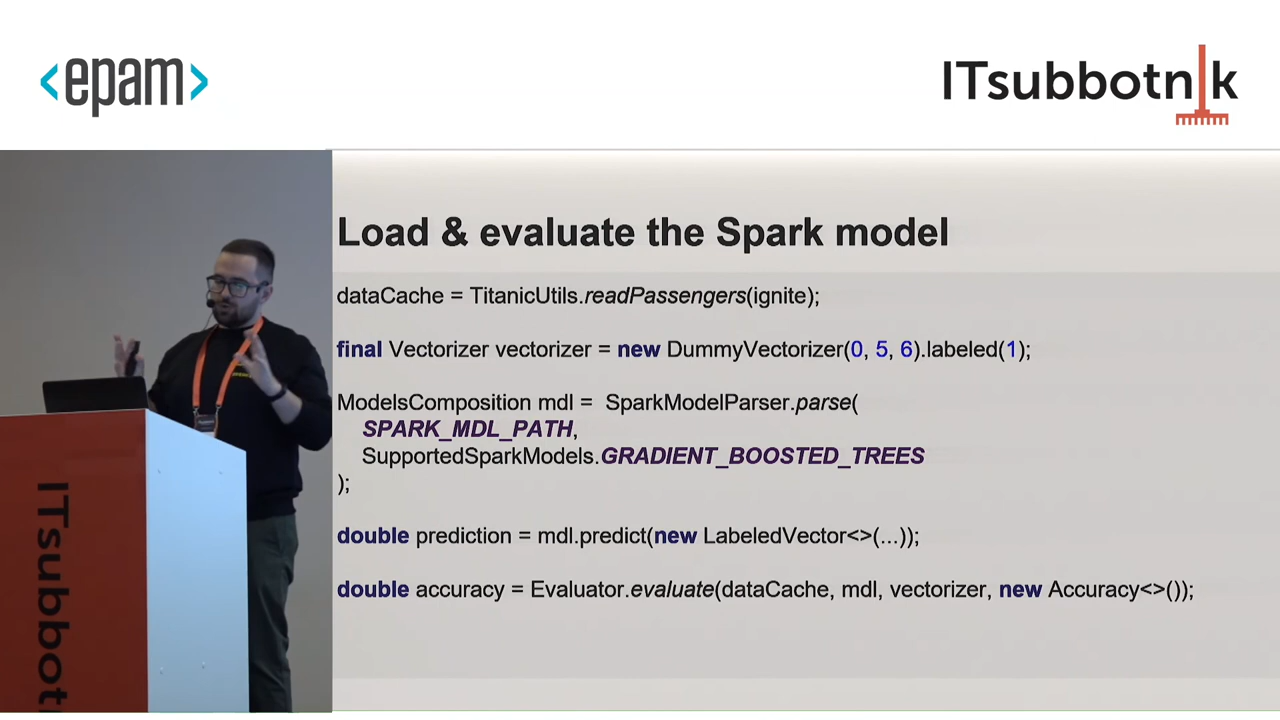 <epam>
ITsubbotnik
Load & evaluate the Spark model
dataCache = TitanicUtils.readPassengers(ignite);
final Vectorizer vectorizer = new DummyVectorizer(0, 5, 6).labeled(1);
ModelsComposition mdl = SparkModelParser.parse(
SPARK_MDL_PATH,
SupportedSparkModels.GRADIENT_BOOSTED_TREES
);
double prediction = mdl.predict(new LabeledVector<>(...));
double accuracy = Evaluator.evaluate(dataCache, mdl, vectorizer, new Accuracy<>());
ITsubbot